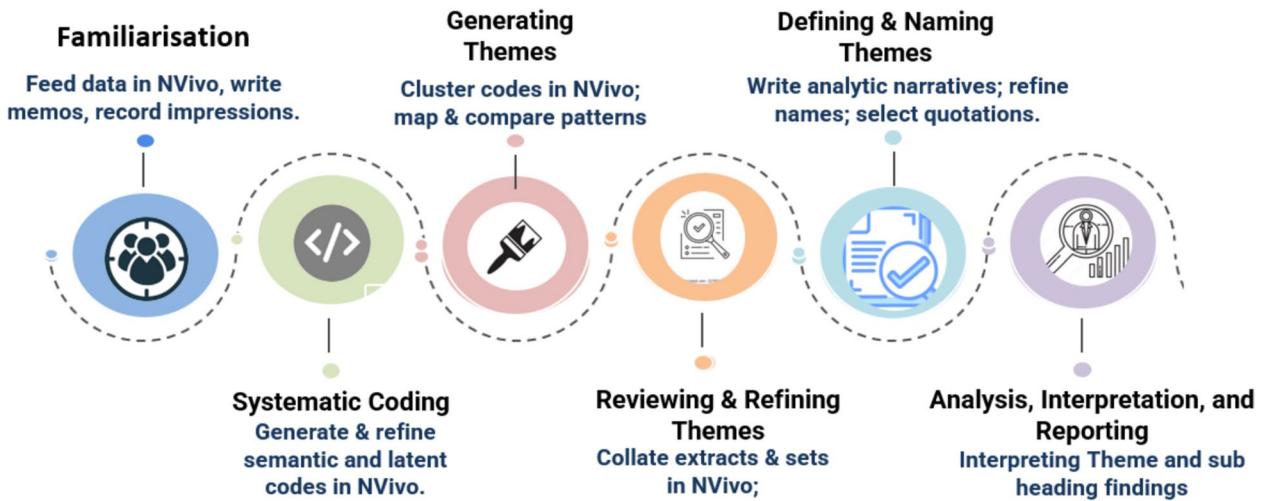 Familiarisation
Feed data in NVivo, write
memos, record impressions.
Systematic Coding
Generate & refine
semantic and latent
codes in NVivo.
Generating
Themes
Cluster codes in NVivo;
map & compare patterns
Reviewing & Refining
Themes
Collate extracts & sets
in NVivo;
Defining & Naming
Themes
Write analytic narratives; refine
names; select quotations.
Analysis, Interpretation, and
Reporting
Interpreting Theme and sub
heading findings